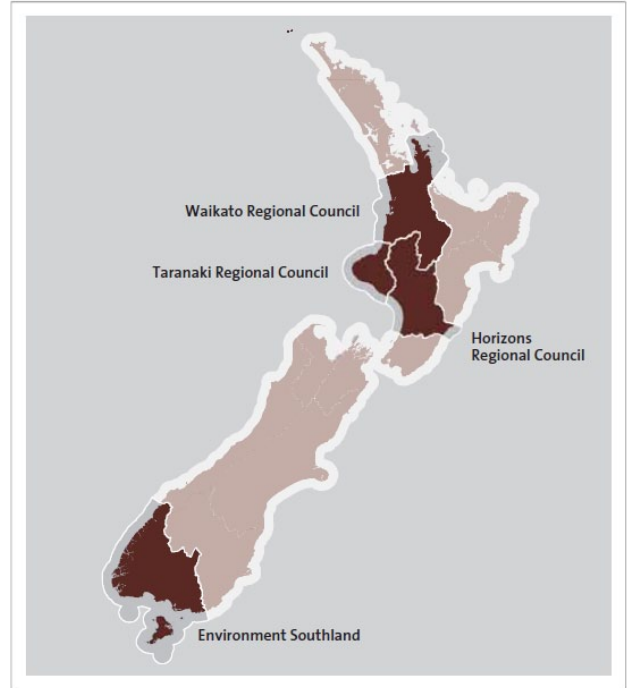 Waikato Regional Council
Taranaki Regional Council
Horizons
Regional Council
Environment Southland